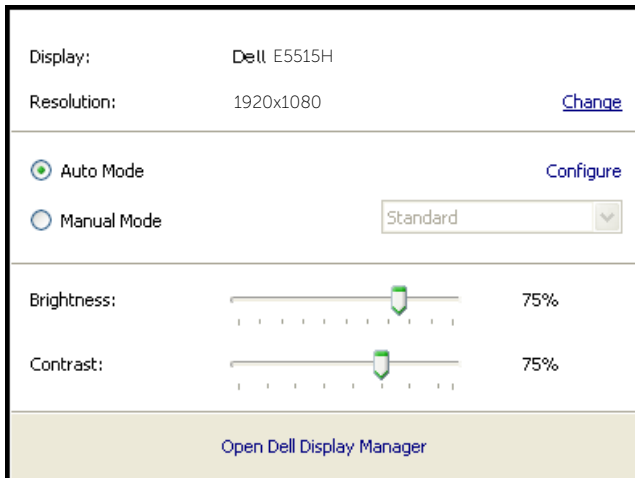 Display: Dell E5515H
Resolution: 1920x1080 Change
Auto Mode Configure
Manual Mode Standard
Brightness: 75%
Contrast: 75%
Open Dell Display Manager